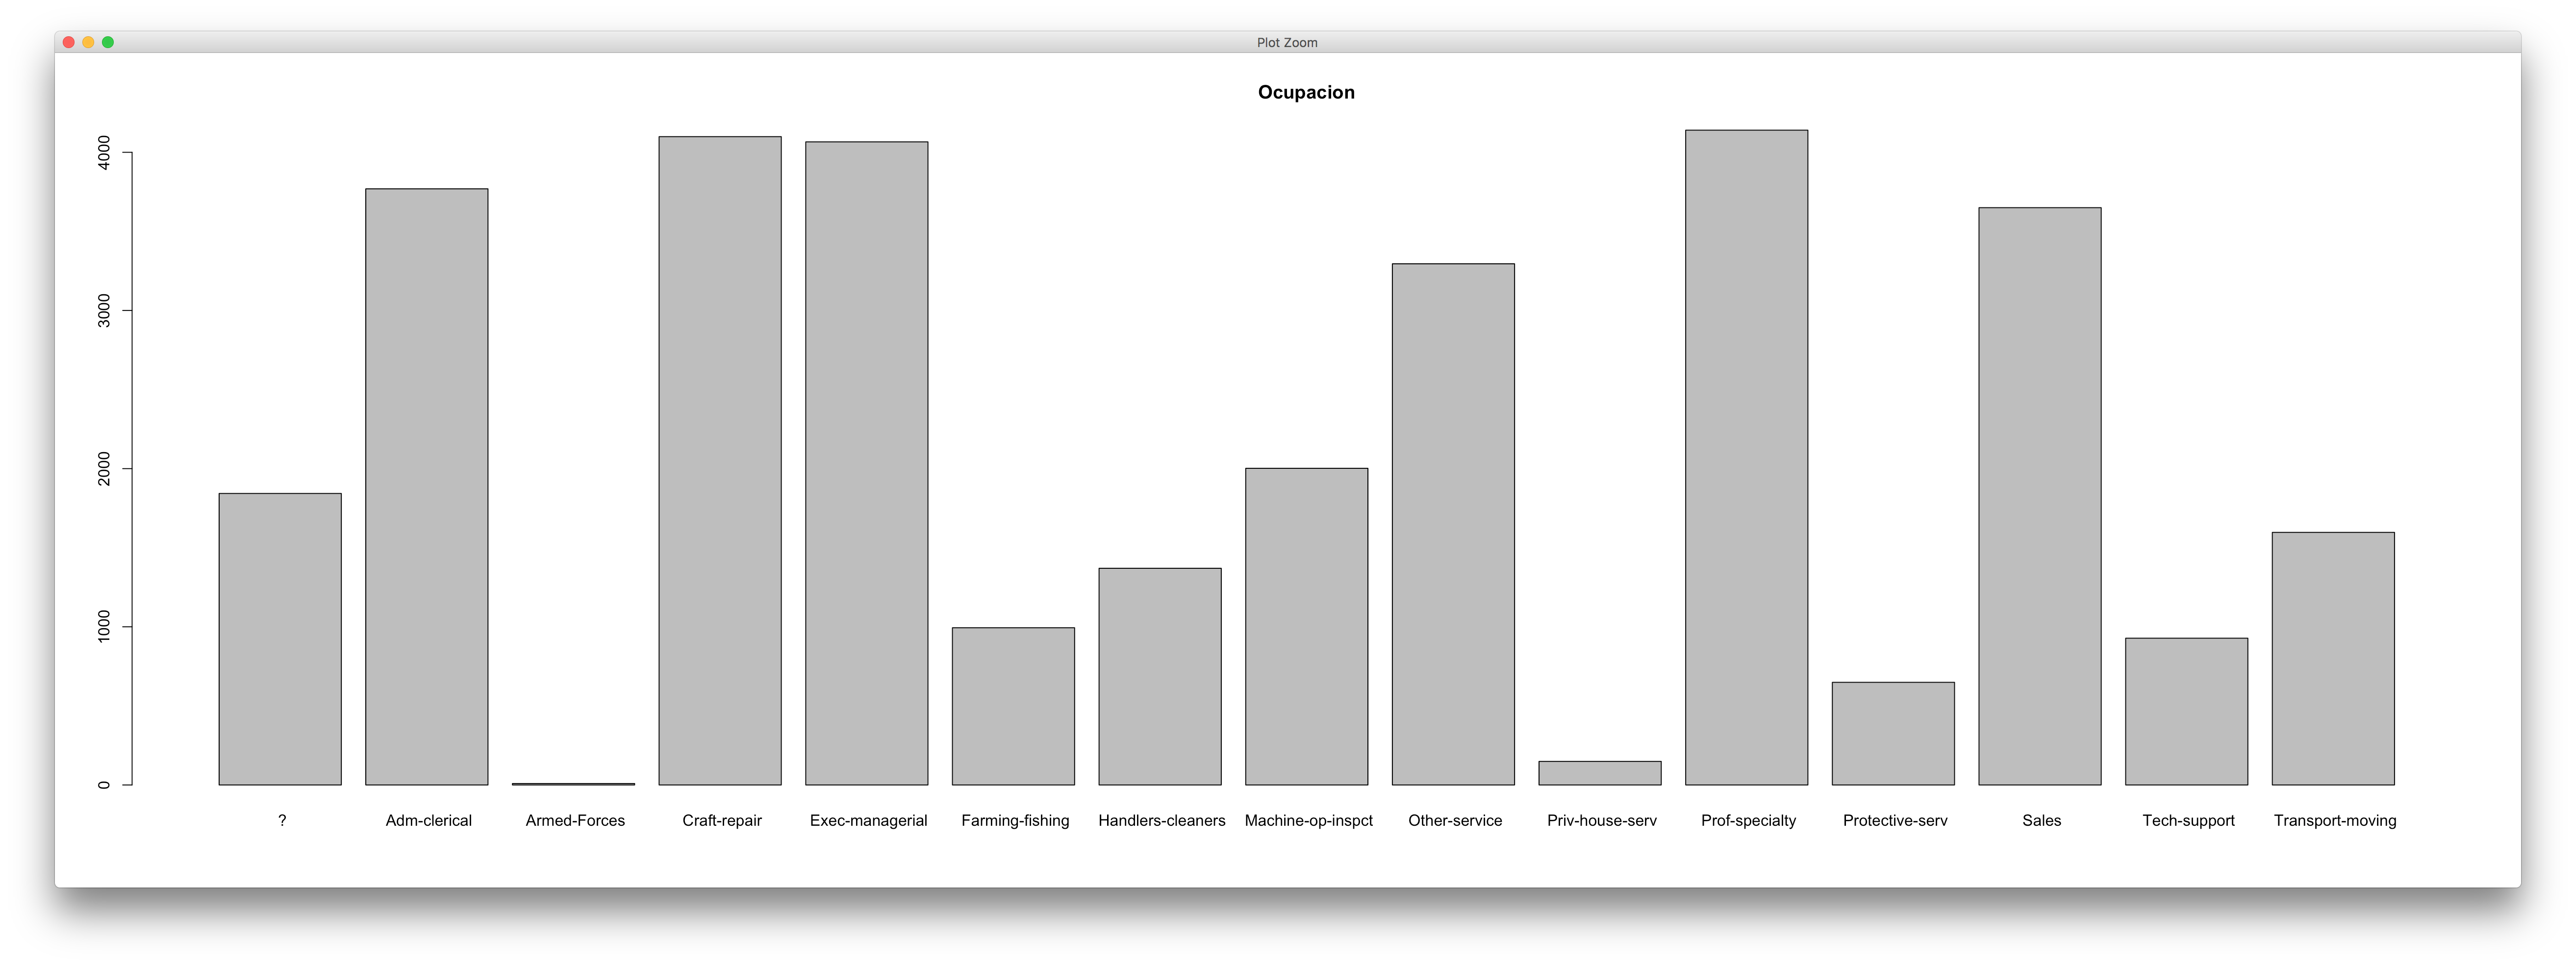 Plot Zoom
Ocupacion
4000
3000
2000
1000
0
? Adm-clerical Armed-Forces Craft-repair Exec-managerial Farming-fishing Handlers-cleaners Machine-op-inspct Other-service Priv-house-serv Prof-specialty Protective-serv Sales Tech-support Transport-moving